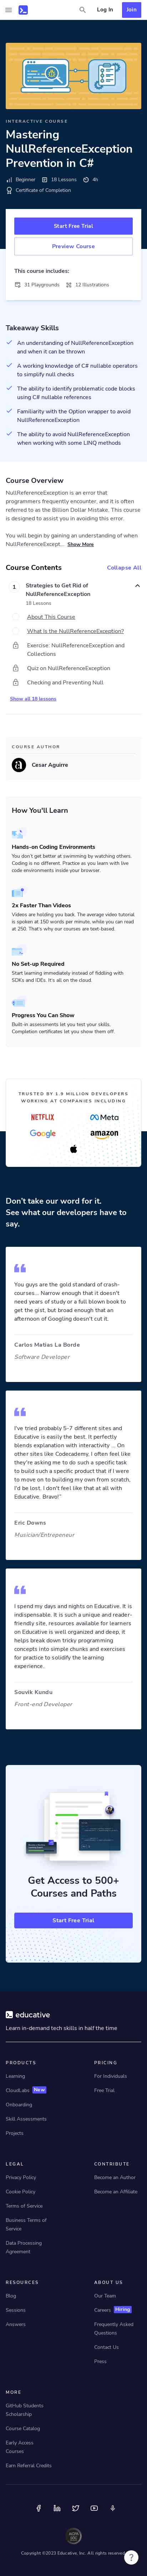 Log In
Join
INTERACTIVE COURSE
Mastering
NullReferenceException
Prevention in C#
Beginner
18 Lessons
4h
Certificate of Completion
Start Free Trial
Preview Course
This course includes:
31 Playgrounds
12 Illustrations
Takeaway Skills
An understanding of NullReferenceException
and when it can be thrown
A working knowledge of C# nullable operators
to simplify null checks
The ability to identify problematic code blocks
using C# nullable references
Familiarity with the Option wrapper to avoid
NullReferenceException
The ability to avoid NullReferenceException
when working with some LINQ methods
Course Overview
NullReferenceException is an error that
programmers frequently encounter, and it is often
difficult to debug or prevent. This course is
designed to assist you in avoiding this error.
You will begin by gaining an understanding of when
NullReferenceExcept... Show More
Course Contents
Collapse All
1
Strategies to Get Rid of
NullReferenceException
18 Lessons
About This Course
What Is the NullReferenceException?
Exercise: NullReferenceException and
Collections
Quiz on NullReferenceException
Checking and Preventing Null
Show all 18 lessons
COURSE AUTHOR
Cesar Aguirre
How You'll Learn
Hands-on Coding Environments
You don't get better at swimming by watching others.
Coding is no different. Practice as you learn with live
code environments inside your browser.
2x Faster Than Videos
Videos are holding you back. The average video tutorial
is spoken at 150 words per minute, while you can read
at 250. That's why our courses are text-based.
No Set-up Required
Start learning immediately instead of fiddling with
SDKs and IDEs. It's all on the cloud.
Progress You Can Show
Built-in assessments let you test your skills.
Completion certificates let you show them off.
TRUSTED BY 1.8 MILLION DEVELOPERS
WORKING AT COMPANIES INCLUDING
NETFLIX
Meta
Google
amazon
Don't take our word for it.
See what our developers have to
say.
You guys are the gold standard of crash-
courses... Narrow enough that it doesn't
need years of study or a full blown book to
get the gist, but broad enough that an
afternoon of Googling doesn't cut it.
Carlos Matias La Borde
Software Developer
I've tried probably 5-7 different sites and
Educative is easily the best. It perfectly
blends explanation with interactivity ... On
other sites like Codecademy, I often feel like
they're asking me to do such a specific task
to build such a specific product that if I were
to move on to building my own thing, I would
be lost. I don't feel like that at all with
Educative. Bravo!"
Eric Downs
Musician/Entrepeneur
I spend my days and nights on Educative. It
is indispensable. It is such a unique and
reader-friendly site, resources available for
on Educative is well organized and deep, it
really break down bitty gritty programming
concepts into modules and uses exercises
for practice to solidify the learning
experience.
Souvik Kundu
Front-end Developer
Get Access to 500+
Courses and Paths
Start Free Trial
educative
Learn in-demand tech skills in half the time
PRODUCTS
Learning
CloudLabs New
Onboarding
Skill Assessments
Projects
PRICING
For Individuals
Free Trial
LEGAL
Privacy Policy
Cookie Policy
Terms of Service
Business Terms of
Service
Data Processing
Agreement
CONTRIBUTE
Become an Author
Become an Affiliate
RESOURCES
Blog
Sessions
Answers
ABOUT US
Our Team
Careers Hiring
Frequently Asked
Questions
Contact Us
Press
MORE
GitHub Students
Scholarship
Course Catalog
Early Access
Courses
Earn Referral Credits
Copyright ©2023 Educative, Inc. All rights reserved.